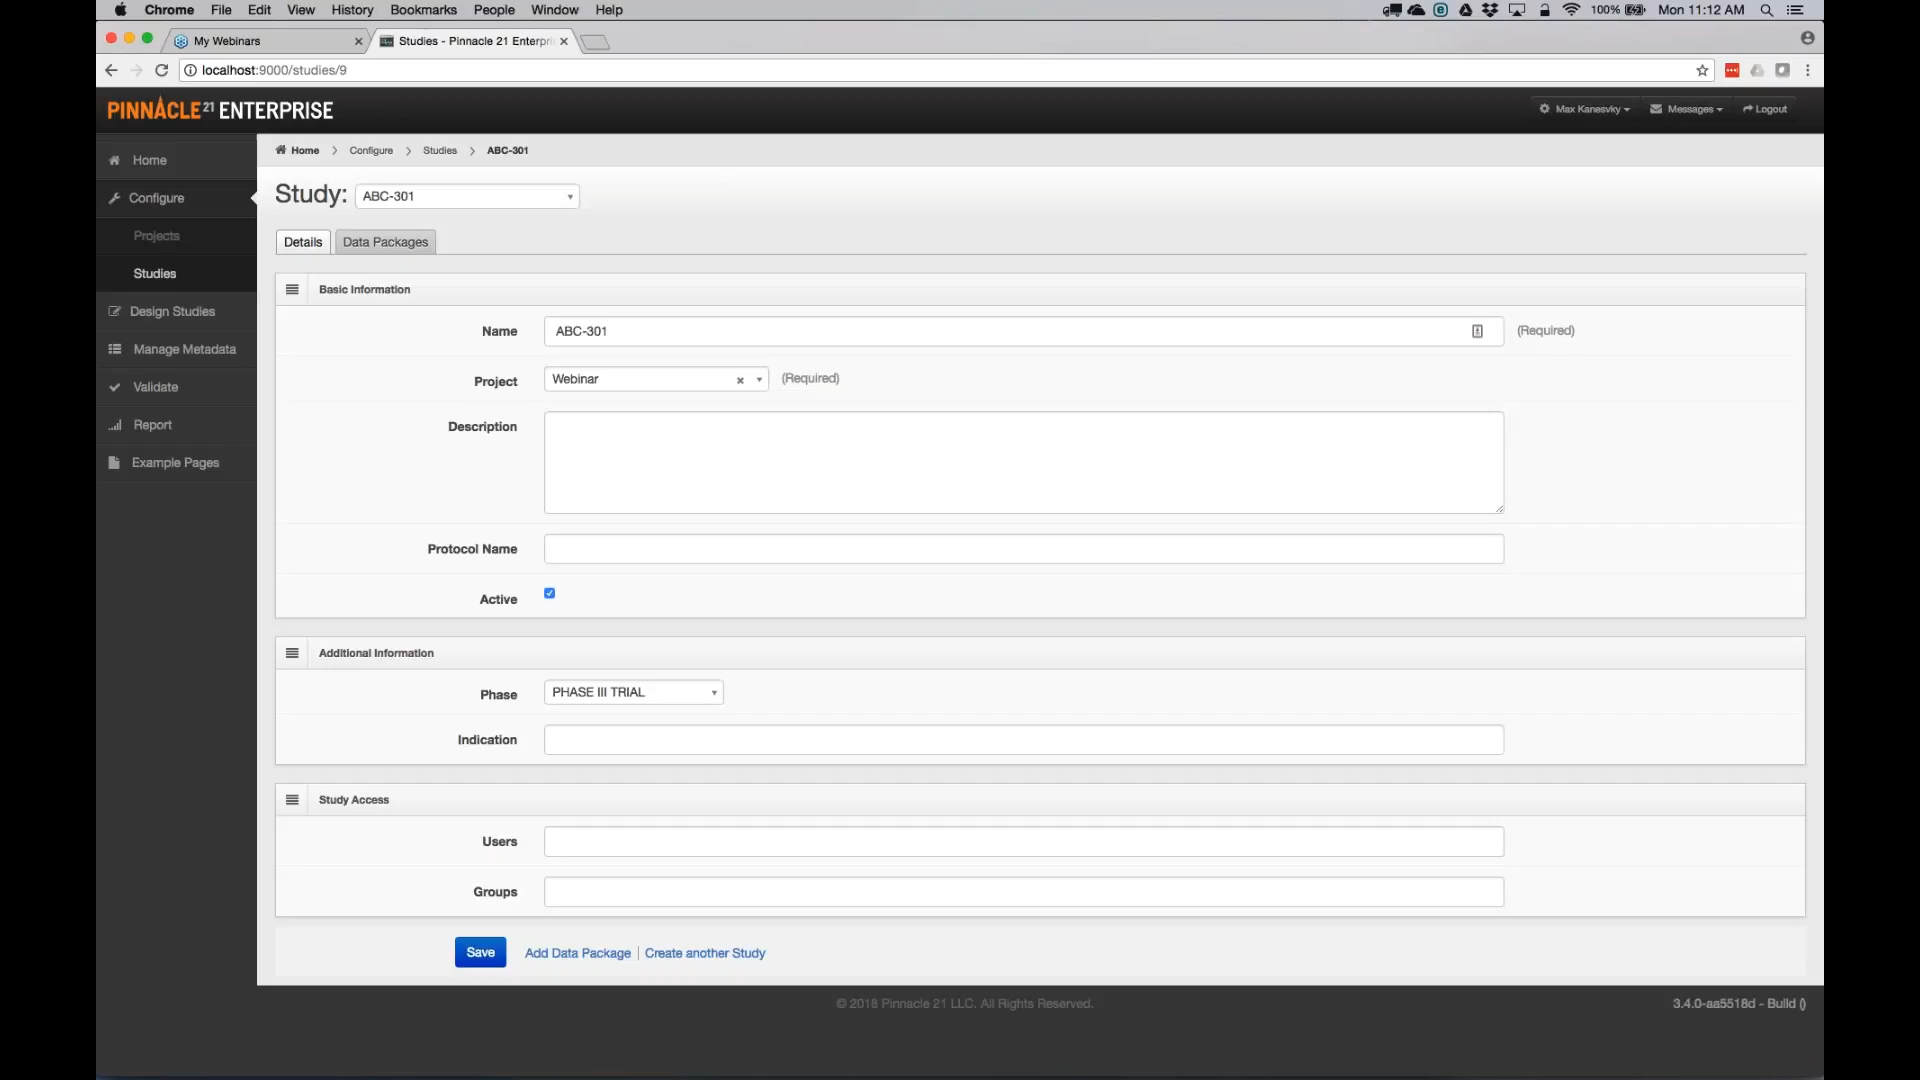 Chrome File Edit View History Bookmarks People Window Help 100% Mon 11:12 AM
My Webinars Studies - Pinnacle 21 Enterpri
localhost:9000/studies/9
PINNACLE 21 ENTERPRISE Max Kanesvky Messages Logout
Home
Configure
Projects
Studies
Design Studies
Manage Metadata
Validate
Report
Example Pages
Home > Configure > Studies > ABC-301
Study: ABC-301
Details Data Packages
Basic Information
Name ABC-301 (Required)
Project Webinar (Required)
Description
Protocol Name
Active
Additional Information
Phase PHASE III TRIAL
Indication
Study Access
Users
Groups
Save Add Data Package | Create another Study
© 2018 Pinnacle 21 LLC. All Rights Reserved. 3.4.0-aa5518d - Build ()